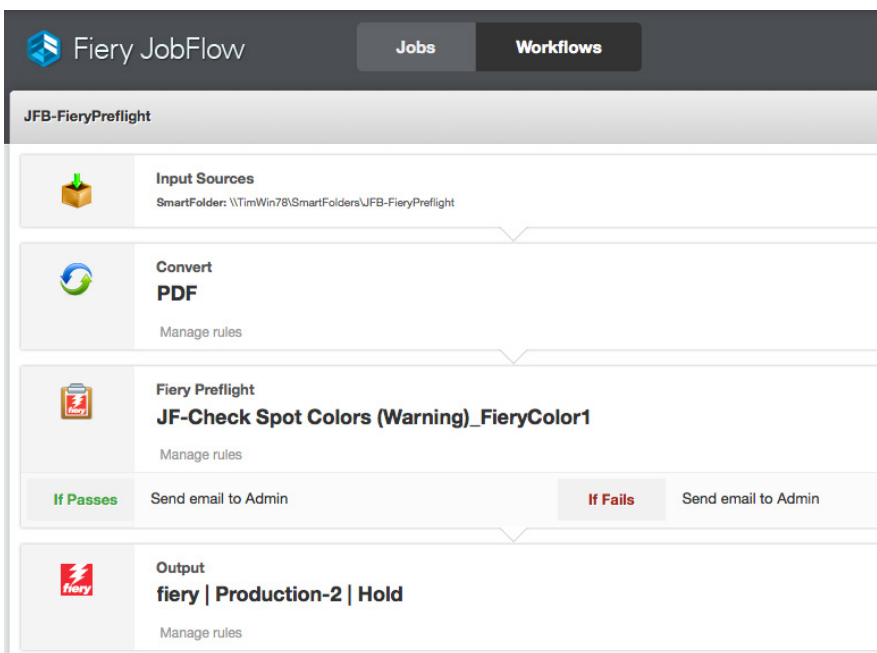 Fiery JobFlow
Jobs
Workflows
JFB-FieryPreflight
Input Sources
SmartFolder: \\TimWin78\SmartFolders\JFB-FieryPreflight
Convert
PDF
Manage rules
fiery
Fiery Preflight
JF-Check Spot Colors (Warning)_FieryColor1
Manage rules
If Passes
Send email to Admin
If Fails
Send email to Admin
fiery
Output
fiery | Production-2 | Hold
Manage rules